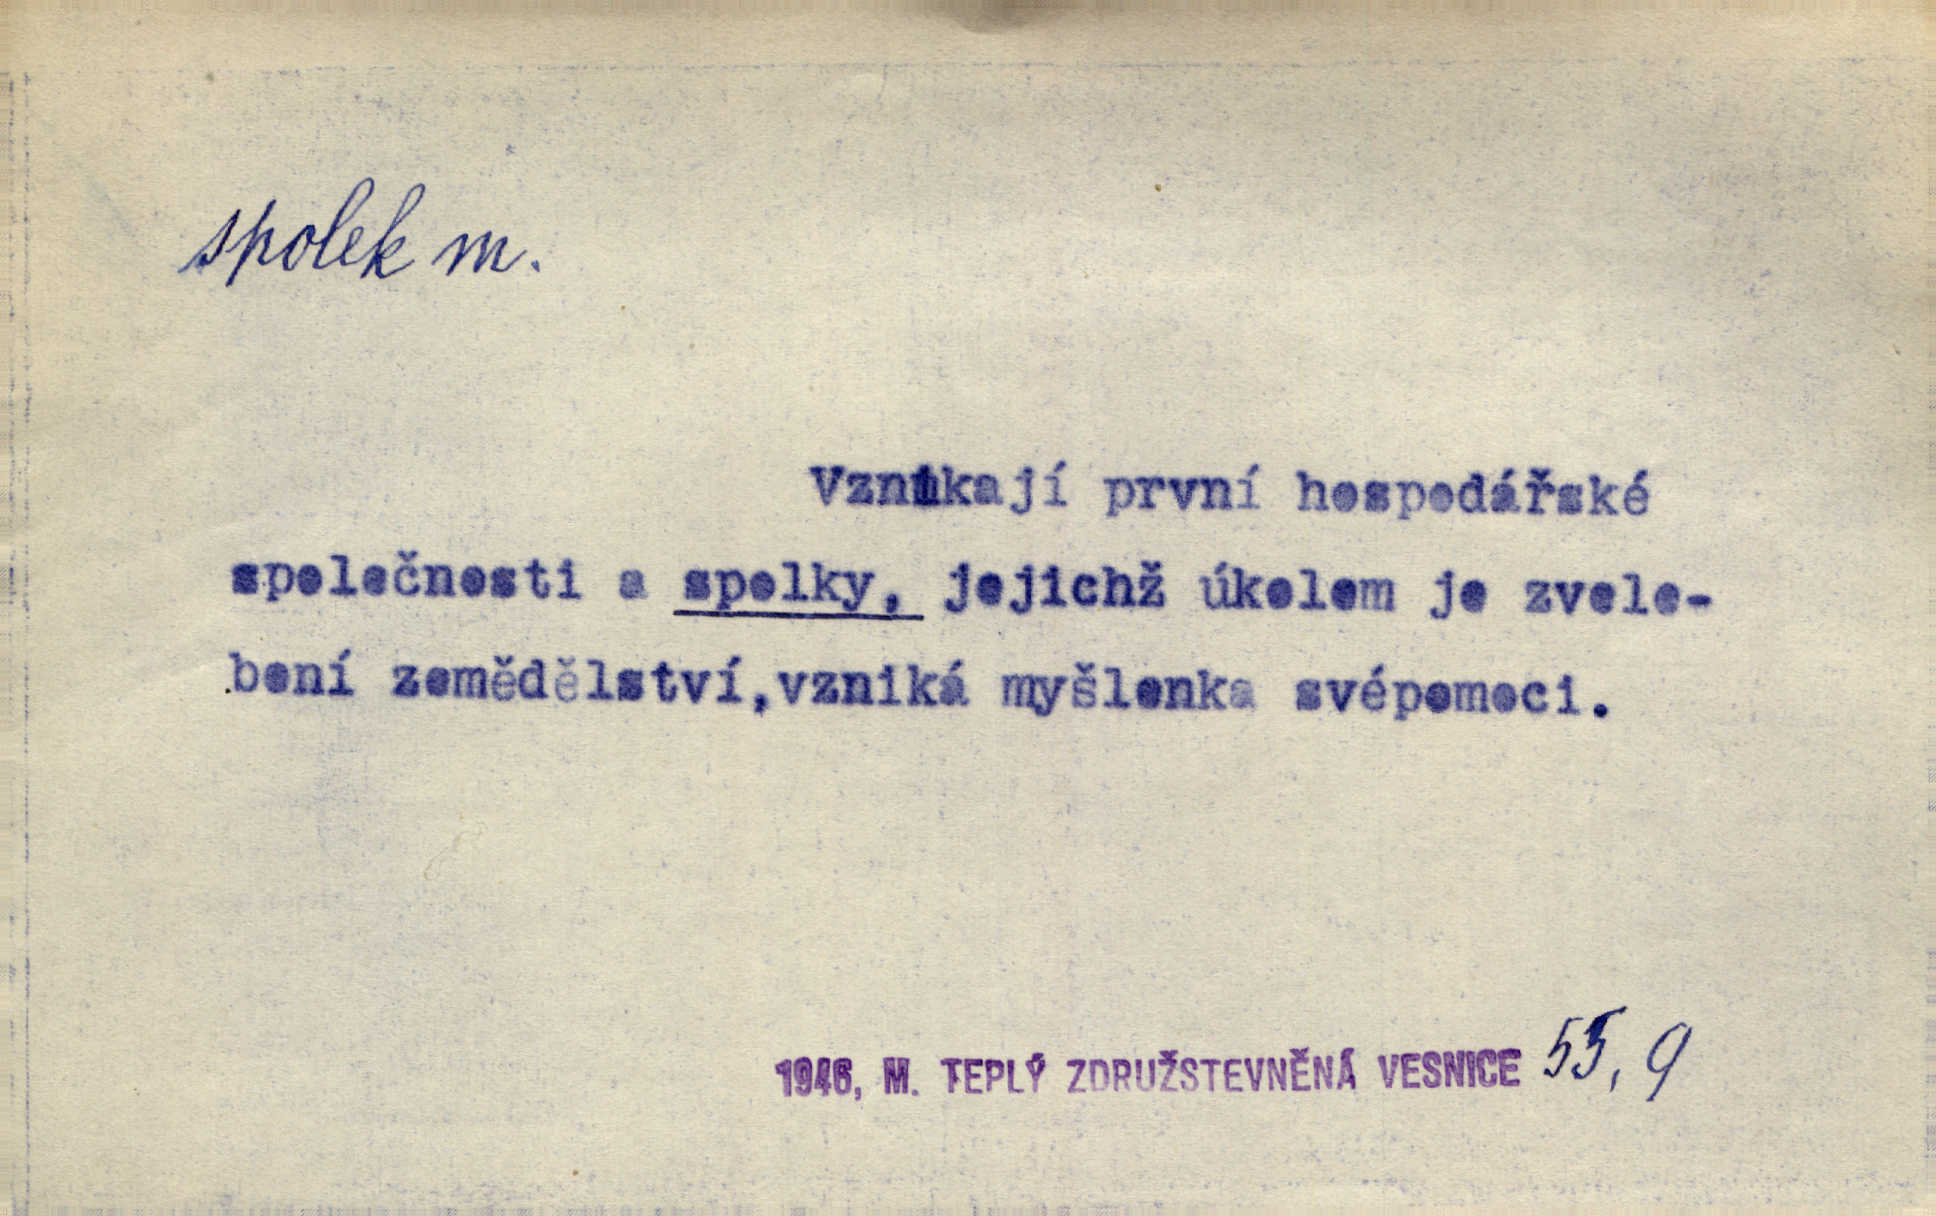 spolek m.
Vznikají první hospodářské
společnosti a spolky, jejichž úkolem je zvele-
bení zemědělství,vzniká myšlenka svépomoci.
1946, M. TEPLÝ ZDRUŽSTEVNĚNÁ VESNICE 55, 9